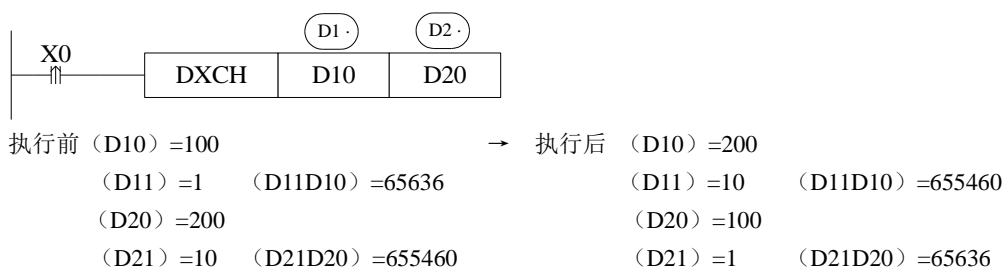 D1· D2·
X0
DXCH D10 D20
执行前（D10）=100 → 执行后 （D10）=200
（D11）=1 （D11D10）=65636 （D11）=10 （D11D10）=655460
（D20）=200 （D20）=100
（D21）=10 （D21D20）=655460 （D21）=1 （D21D20）=65636